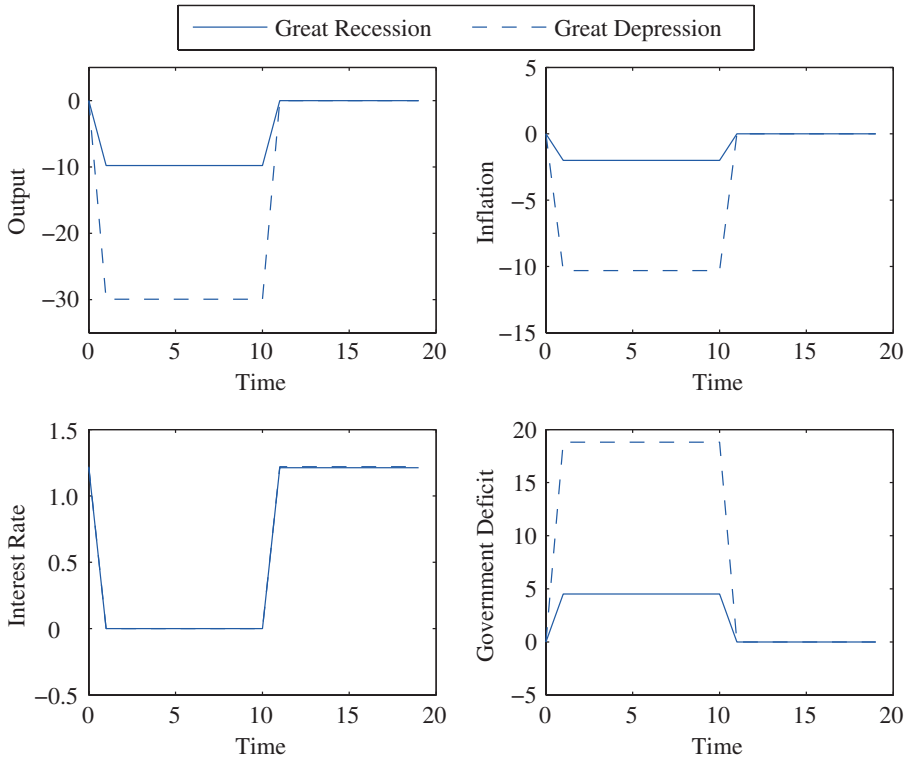 Great Recession
Great Depression
0
−10
−20
−30
Output
0 5 10 15 20
Time
5
0
−5
−10
−15
Inflation
0 5 10 15 20
Time
1.5
1.0
0.5
0
−0.5
Interest Rate
0 5 10 15 20
Time
20
15
10
5
0
−5
Government Deficit
0 5 10 15 20
Time